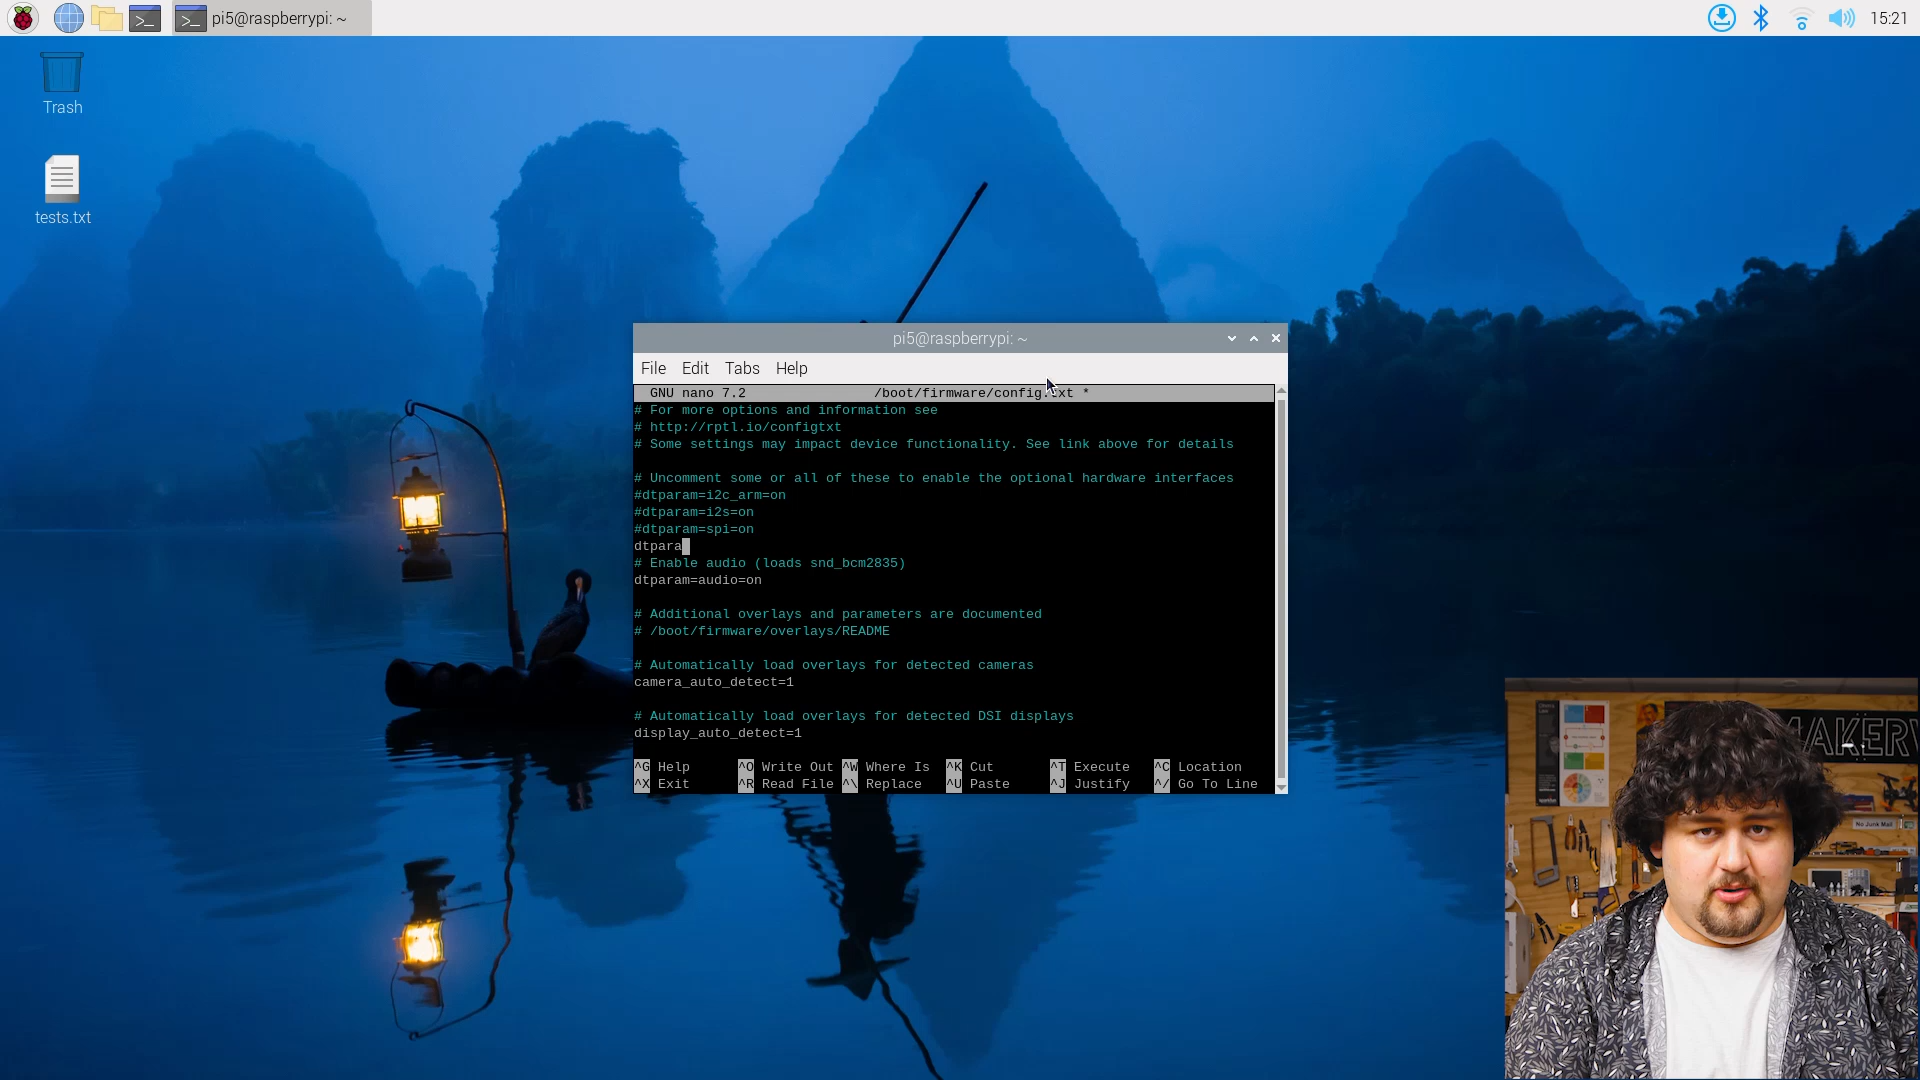 pi5@raspberrypi: ~
15:21
Trash
tests.txt
pi5@raspberrypi: ~
File Edit Tabs Help
GNU nano 7.2 /boot/firmware/config.txt *
# For more options and information see
# http://rptl.io/configtxt
# Some settings may impact device functionality. See link above for details
# Uncomment some or all of these to enable the optional hardware interfaces
#dtparam=i2c_arm=on
#dtparam=i2s=on
#dtparam=spi=on
dtpara
# Enable audio (loads snd_bcm2835)
dtparam=audio=on
# Additional overlays and parameters are documented
# /boot/firmware/overlays/README
# Automatically load overlays for detected cameras
camera_auto_detect=1
# Automatically load overlays for detected DSI displays
display_auto_detect=1
^G Help ^O Write Out ^W Where Is ^K Cut ^T Execute ^C Location
^X Exit ^R Read File ^\ Replace ^U Paste ^J Justify ^/ Go To Line
MAKERV
No Junk Mail